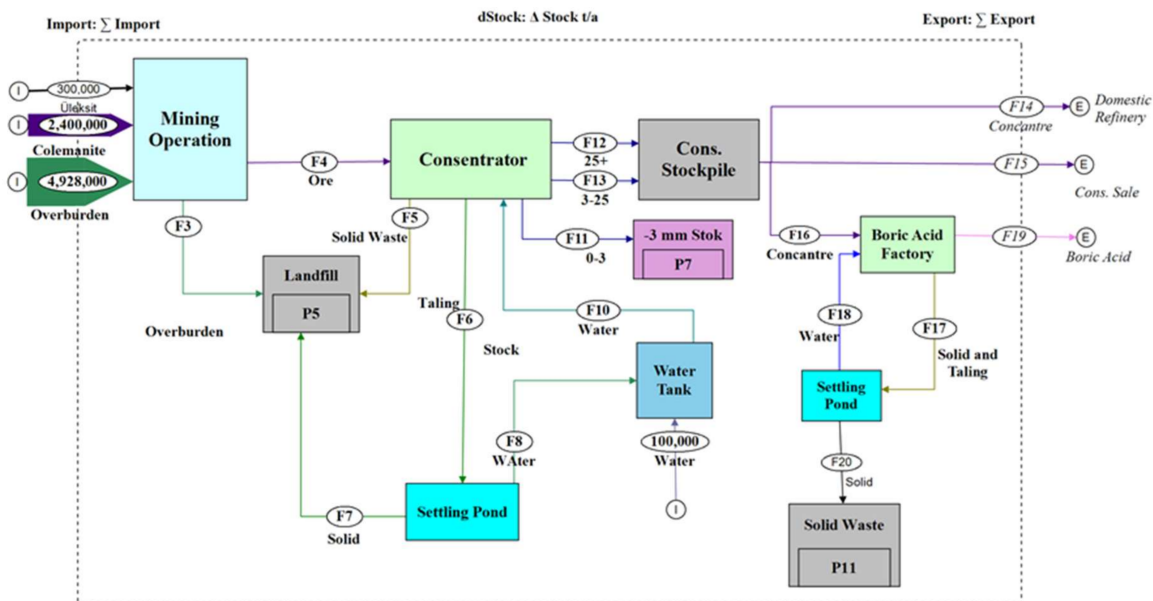 Import: ∑ Import
dStock: Δ Stock t/a
Export: ∑ Export
I
300,000
Üleksit
I
2,400,000
Colemanite
I
4,928,000
Overburden
Mining
Operation
F3
F4
Ore
Consentrator
F12
25+
F13
3-25
Cons.
Stockpile
F14
Concantre
E
Domestic
Refinery
F15
E
Cons. Sale
F5
Solid Waste
F11
0-3
-3 mm Stok
P7
F16
Concantre
Boric Acid
Factory
F19
E
Boric Acid
Landfill
P5
Overburden
Taling
F6
Stock
F10
Water
F18
Water
F17
Solid and
Taling
Water
Tank
Settling
Pond
F8
WAter
100,000
Water
I
F20
Solid
Settling Pond
F7
Solid
Solid Waste
P11